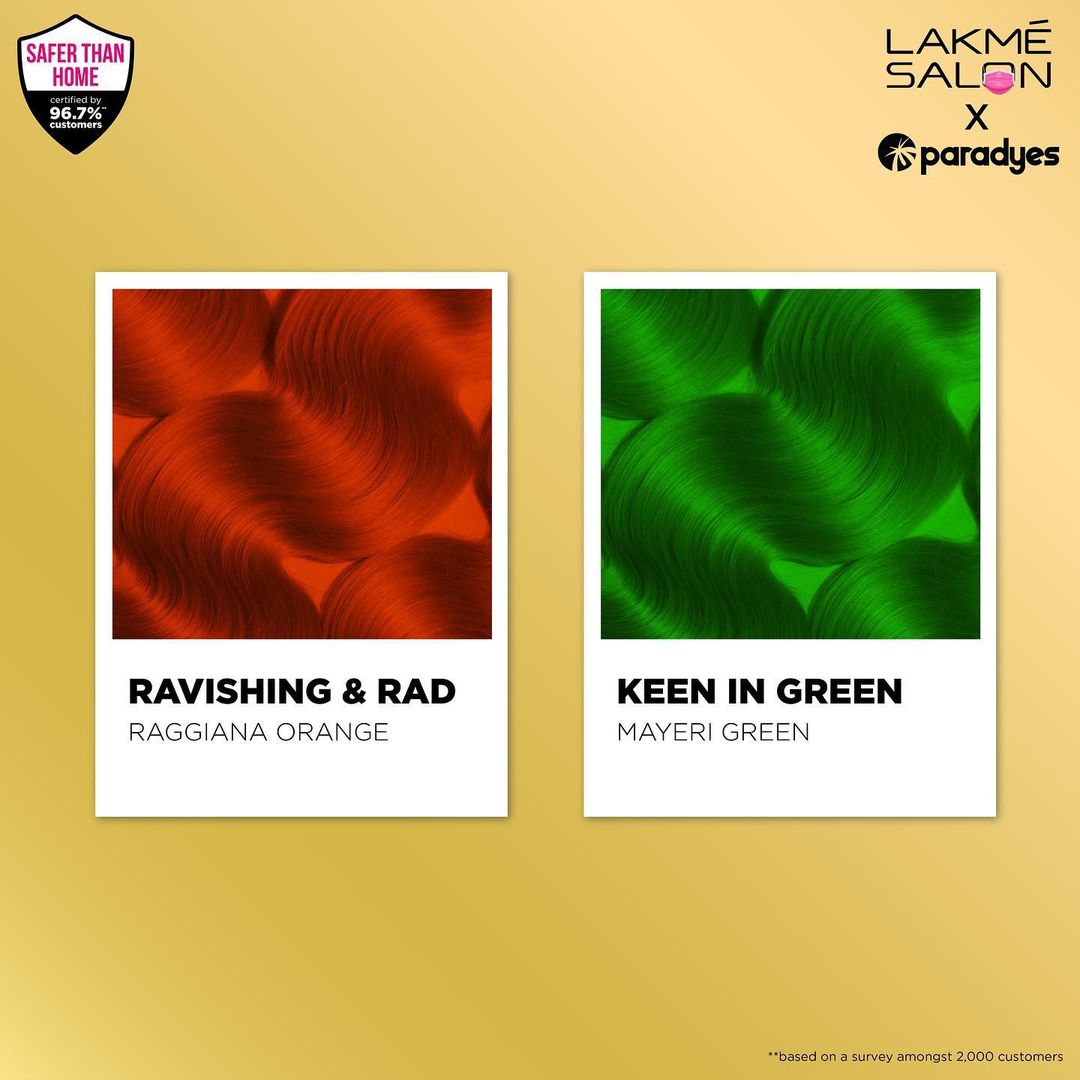 SAFER THAN
HOME
certified by
96.7%**
customers
LAKMÉ
SALON
X
paradyes
RAVISHING & RAD
RAGGIANA ORANGE
KEEN IN GREEN
MAYERI GREEN
**based on a survey amongst 2,000 customers